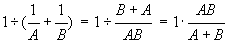 1÷(1/A + 1/B) = 1÷ (B + A)/(AB) = 1· (AB)/(A + B)